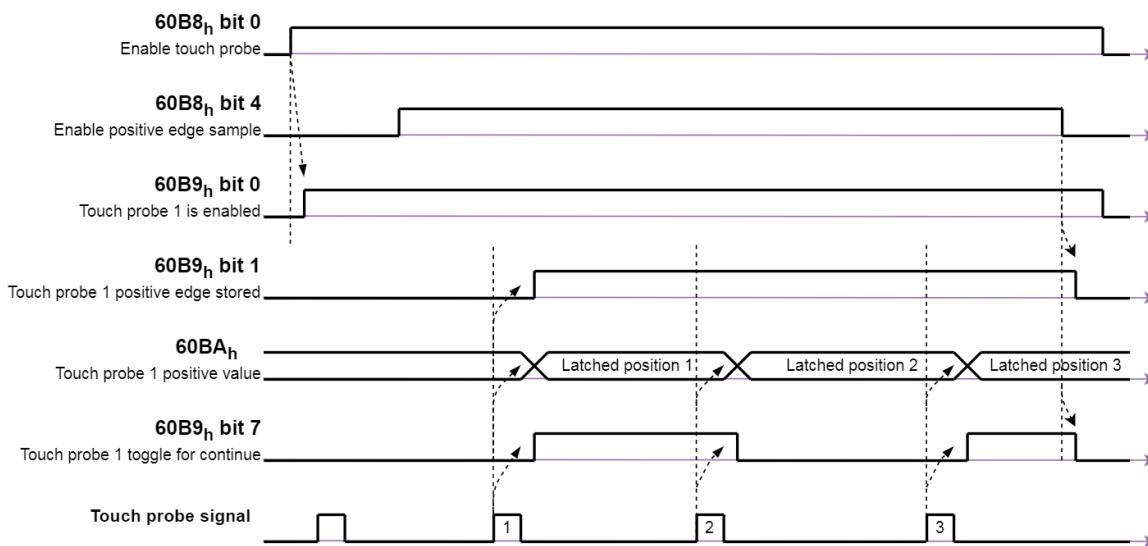 60B8h bit 0
Enable touch probe
60B8h bit 4
Enable positive edge sample
60B9h bit 0
Touch probe 1 is enabled
60B9h bit 1
Touch probe 1 positive edge stored
60BAh
Touch probe 1 positive value
Latched position 1
Latched position 2
Latched position 3
60B9h bit 7
Touch probe 1 toggle for continue
Touch probe signal
1
2
3